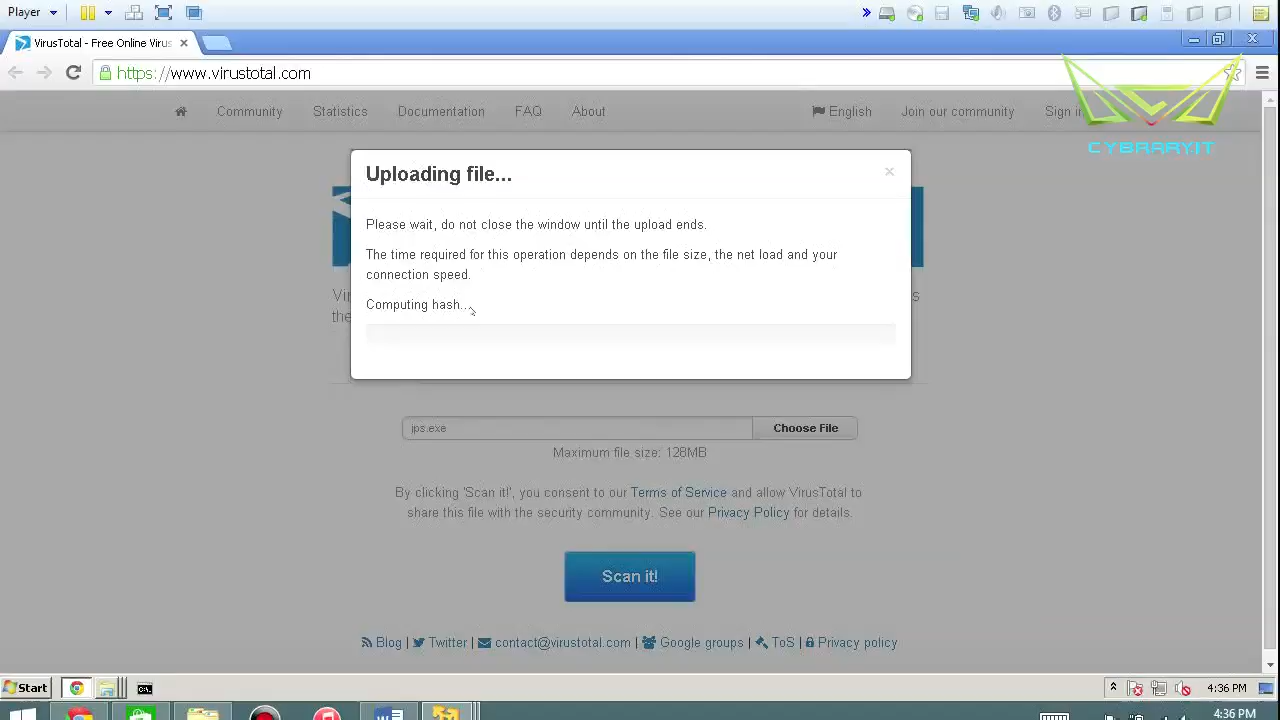 Player
VirusTotal - Free Online Virus
https://www.virustotal.com
Community Statistics Documentation FAQ About English Join our community Sign in
CYBRARYIT
Uploading file...
×
Please wait, do not close the window until the upload ends.
The time required for this operation depends on the file size, the net load and your
connection speed.
Computing hash...
jps.exe Choose File
Maximum file size: 128MB
By clicking 'Scan it!', you consent to our Terms of Service and allow VirusTotal to
share this file with the security community. See our Privacy Policy for details.
Scan it!
Blog | Twitter | contact@virustotal.com | Google groups | ToS | Privacy policy
Start 4:36 PM
4:36 PM